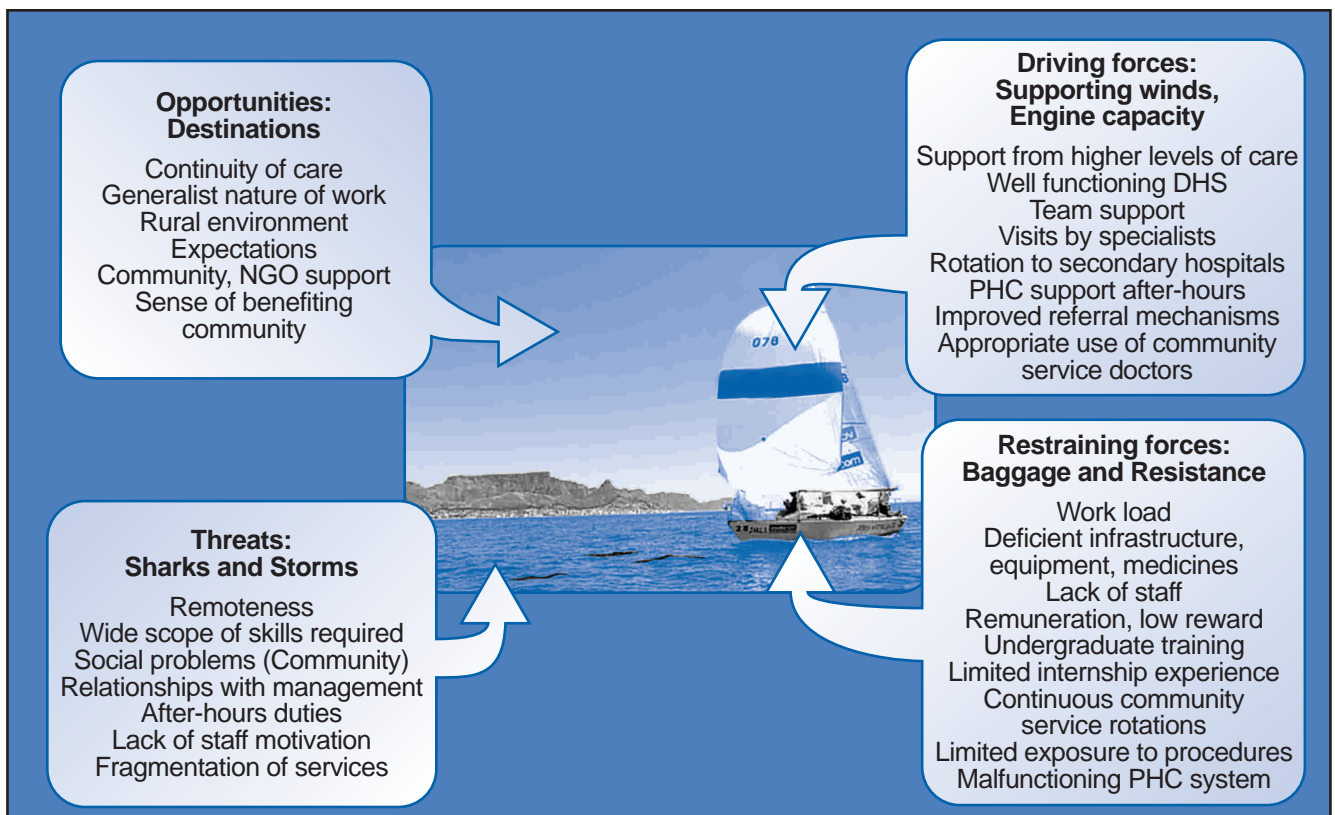 Opportunities:
Destinations
Continuity of care
Generalist nature of work
Rural environment
Expectations
Community, NGO support
Sense of benefiting
community
Driving forces:
Supporting winds,
Engine capacity
Support from higher levels of care
Well functioning DHS
Team support
Visits by specialists
Rotation to secondary hospitals
PHC support after-hours
Improved referral mechanisms
Appropriate use of community
service doctors
078
Threats:
Sharks and Storms
Remoteness
Wide scope of skills required
Social problems (Community)
Relationships with management
After-hours duties
Lack of staff motivation
Fragmentation of services
Restraining forces:
Baggage and Resistance
Work load
Deficient infrastructure,
equipment, medicines
Lack of staff
Remuneration, low reward
Undergraduate training
Limited internship experience
Continuous community
service rotations
Limited exposure to procedures
Malfunctioning PHC system